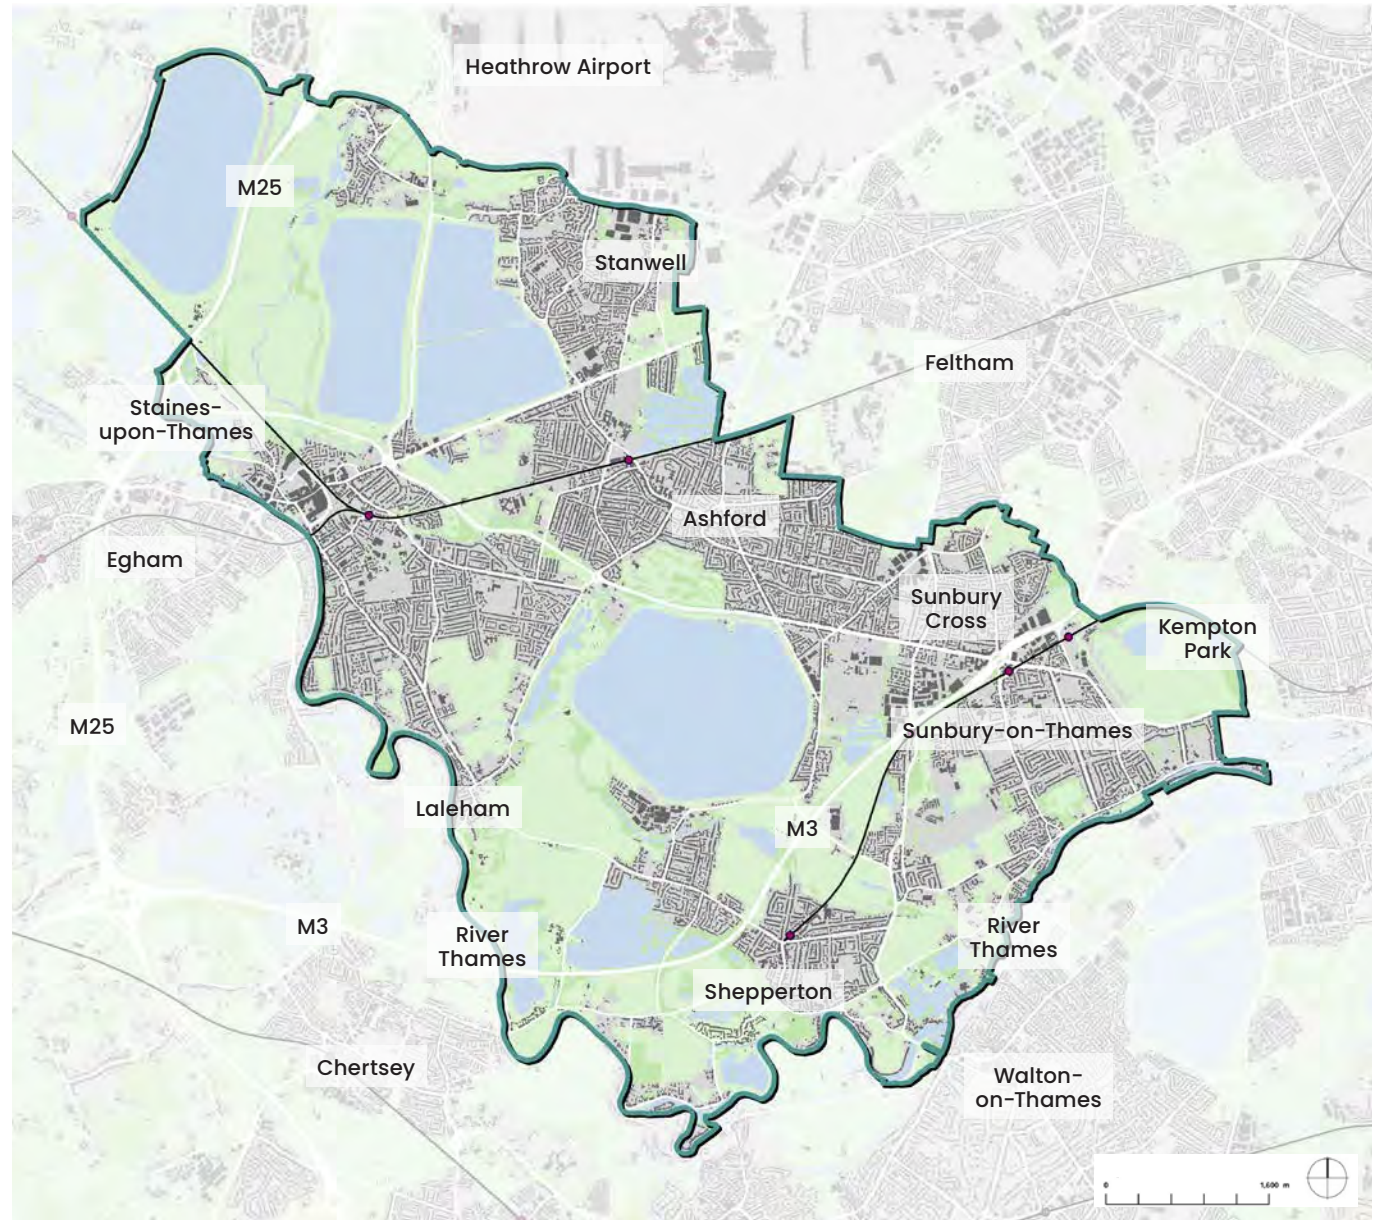 Heathrow Airport
M25
Stanwell
Feltham
Staines-
upon-Thames
Ashford
Egham
Sunbury
Cross
Kempton
Park
M25
Sunbury-on-Thames
Laleham
M3
M3
River
Thames
River
Thames
Shepperton
Chertsey
Walton-
on-Thames
0
1,600 m